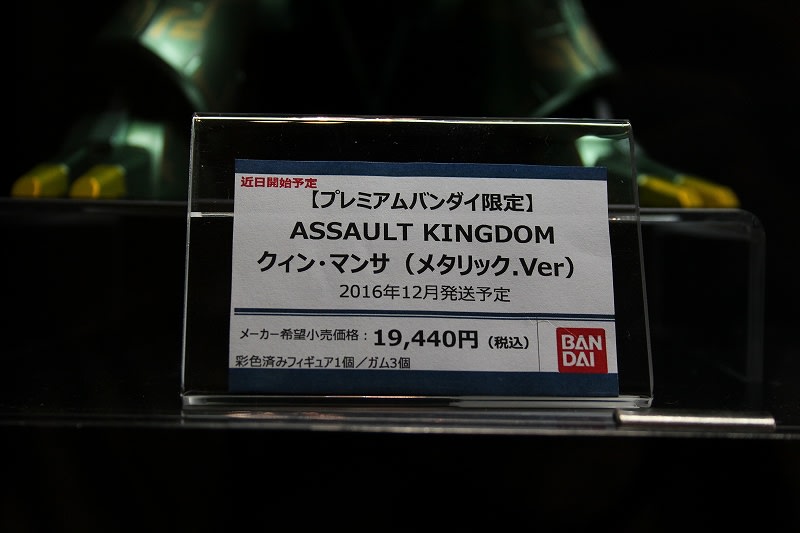 近日開始予定
【プレミアムバンダイ限定】
ASSAULT KINGDOM
クィン・マンサ（メタリック.Ver）
2016年12月発送予定
メーカー希望小売価格：19,440円（税込）
彩色済みフィギュア1個／ガム3個
BAN
DAI